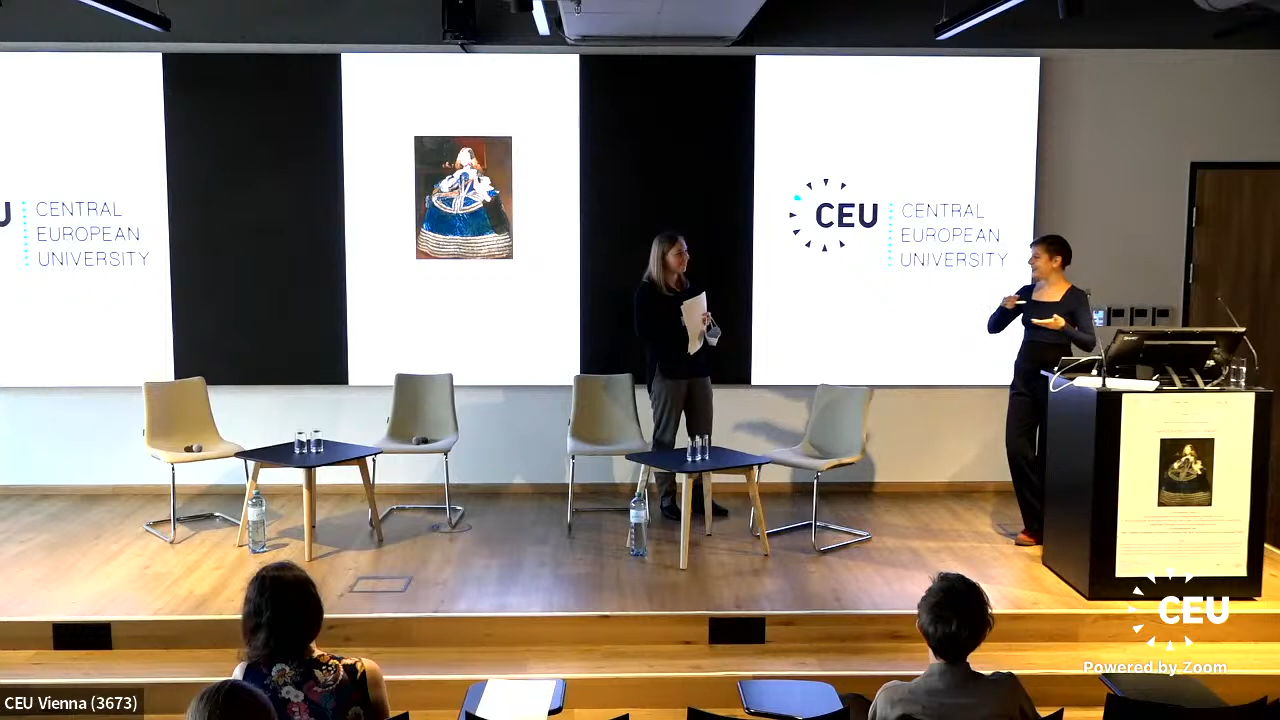 U
CENTRAL
EUROPEAN
UNIVERSITY
CEU
CENTRAL
EUROPEAN
UNIVERSITY
CEU
Powered by Zoom
CEU Vienna (3673)